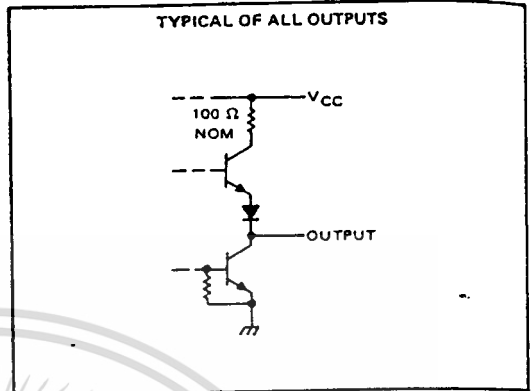 TYPICAL OF ALL OUTPUTS
VCC
100 Ω
NOM
OUTPUT